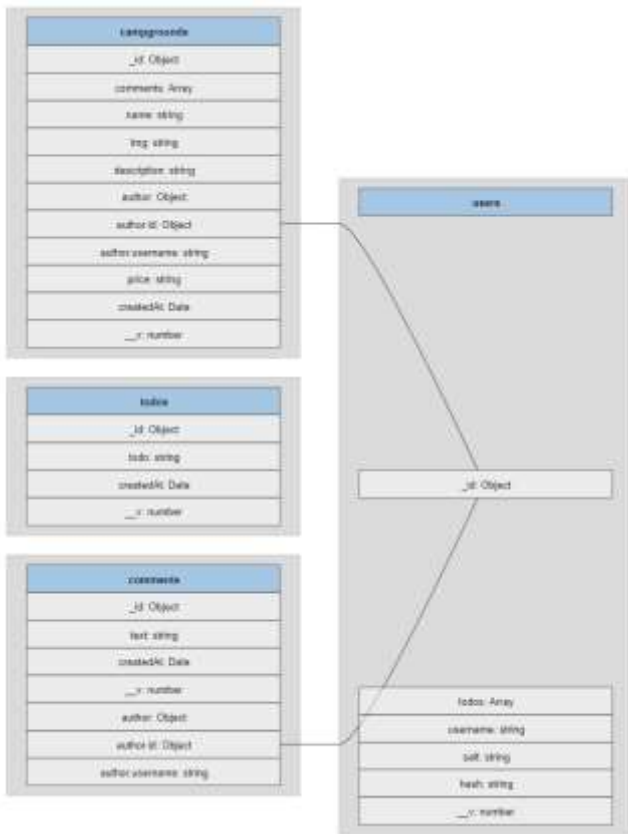 campgrounds
_id: Object
comments: Array
name: string
img: string
description: string
author: Object
author.id: Object
author.username: string
price: string
createdAt: Date
__v: number
todos
_id: Object
todo: string
createdAt: Date
__v: number
comments
_id: Object
text: string
createdAt: Date
__v: number
author: Object
author.id: Object
author.username: string
users
_id: Object
todos: Array
username: string
salt: string
hash: string
__v: number